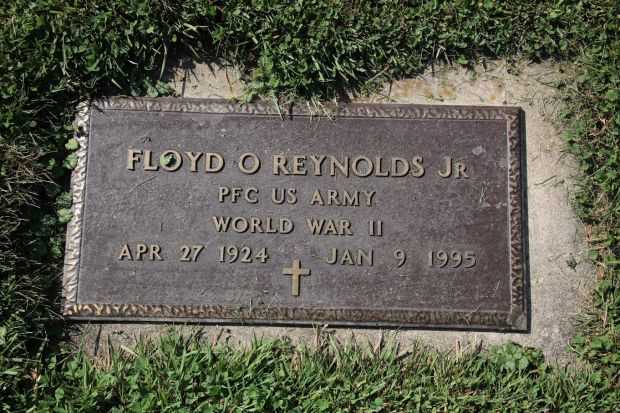 FLOYD O REYNOLDS JR
PFC US ARMY
WORLD WAR II
APR 27 1924 JAN 9 1995